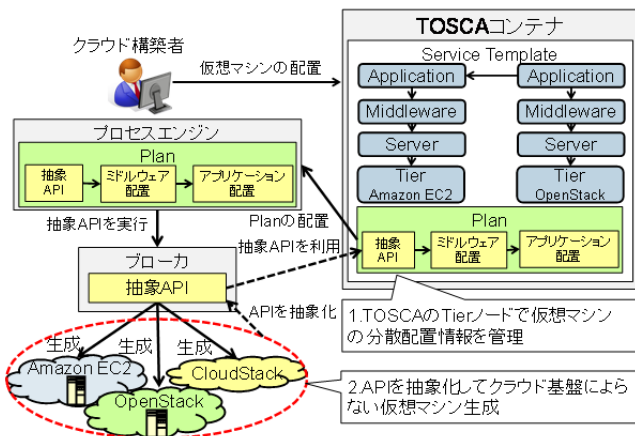 TOSCAコンテナ
クラウド構築者
Service Template
仮想マシンの配置
Application
Application
Middleware
Middleware
Server
Server
Tier
Amazon EC2
Tier
OpenStack
プロセスエンジン
Plan
抽象
API
ミドルウェア
配置
アプリケーション
配置
Plan
抽象
API
ミドルウェア
配置
アプリケーション
配置
抽象APIを実行
Planの配置
抽象APIを利用
ブローカ
抽象API
APIを抽象化
1.TOSCAのTierノードで仮想マシン
の分散配置情報を管理
生成
生成
生成
Amazon EC2
CloudStack
OpenStack
2.APIを抽象化してクラウド基盤によら
ない仮想マシン生成